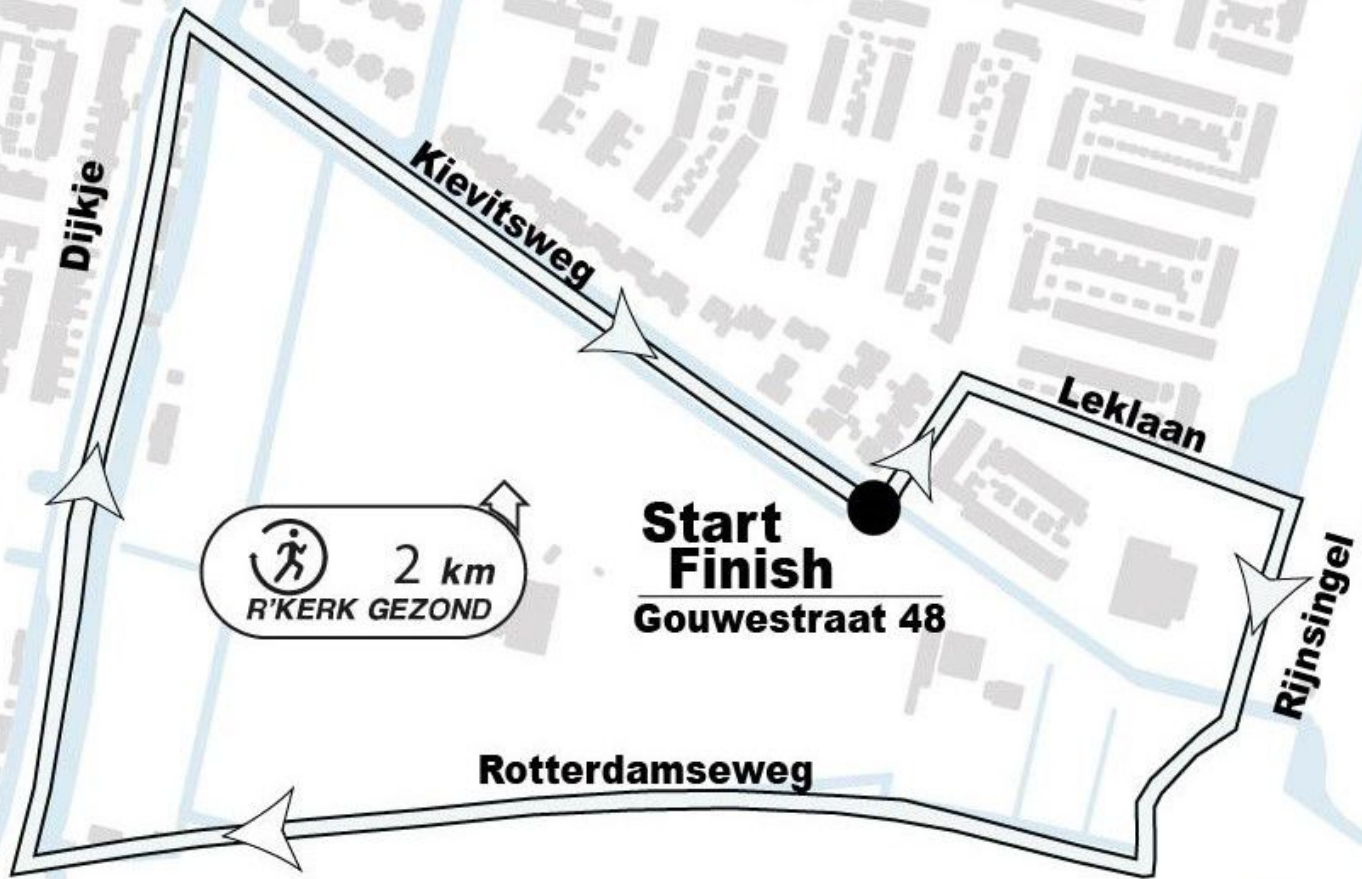 Dijkje
Kievitsweg
Leklaan
Start
Finish
Gouwestraat 48
2 km
R'KERK GEZOND
Rijnsingel
Rotterdamseweg